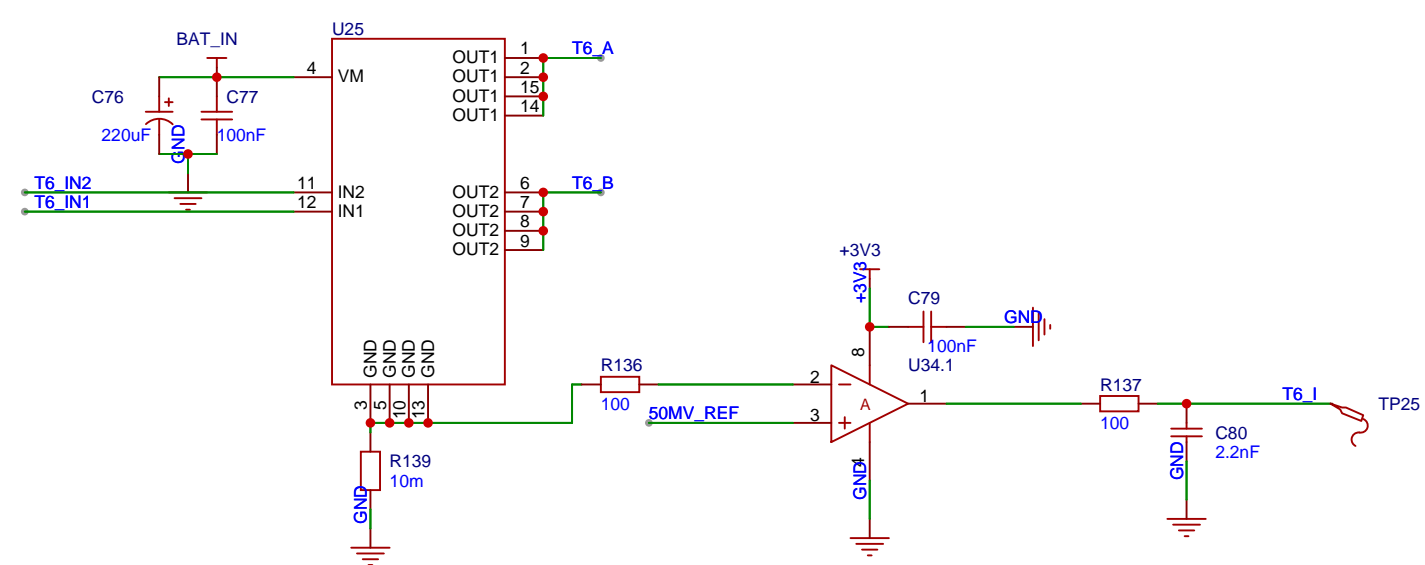 U25
BAT_IN
4
VM
C76
+
C77
220uF
100nF
GND
T6_IN2
11
IN2
T6_IN1
12
IN1
OUT1
1
T6_A
OUT1
2
OUT1
15
OUT1
14
OUT2
6
T6_B
OUT2
7
OUT2
8
OUT2
9
GND
GND
GND
GND
3
5
10
13
R139
10m
GND
R136
100
50MV_REF
+3V3
+3V3
C79
100nF
GND
8
U34.1
2
−
3
+
A
1
4
GND
R137
100
T6_I
TP25
C80
2.2nF
GND